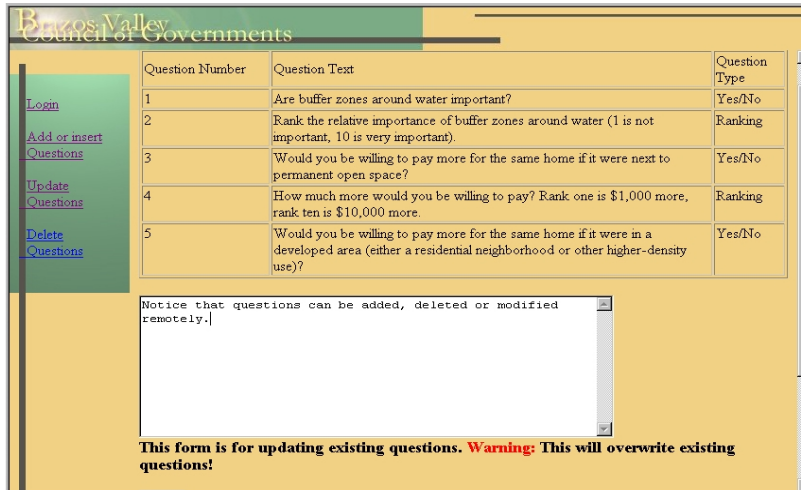 Brazos Valley
Council of Governments
Login
Add or insert
Questions
Update
Questions
Delete
Questions
Question Number Question Text Question
Type
1 Are buffer zones around water important? Yes/No
2 Rank the relative importance of buffer zones around water (1 is not Ranking
important, 10 is very important).
3 Would you be willing to pay more for the same home if it were next to Yes/No
permanent open space?
4 How much more would you be willing to pay? Rank one is $1,000 more, Ranking
rank ten is $10,000 more.
5 Would you be willing to pay more for the same home if it were in a Yes/No
developed area (either a residential neighborhood or other higher-density
use)?
Notice that questions can be added, deleted or modified
remotely.
This form is for updating existing questions. Warning: This will overwrite existing
questions!